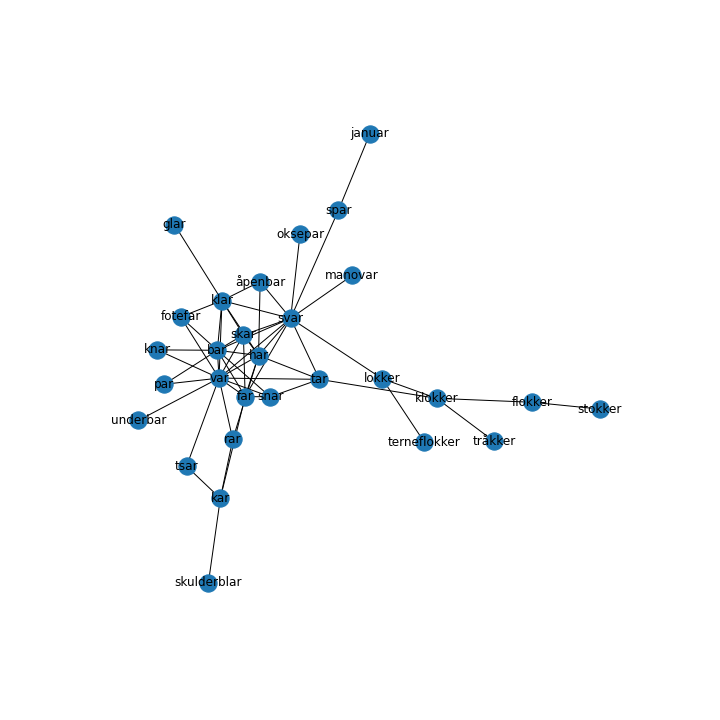 januar
spar
glar
oksepar
manovar
åpenbar
klar
fotefar
svar
skar
knar
bar
har
par
var
tar
lokker
far
snar
klokker
flokker
stokker
underbar
rar
terneflokker
trakker
tsar
kar
skulderblar